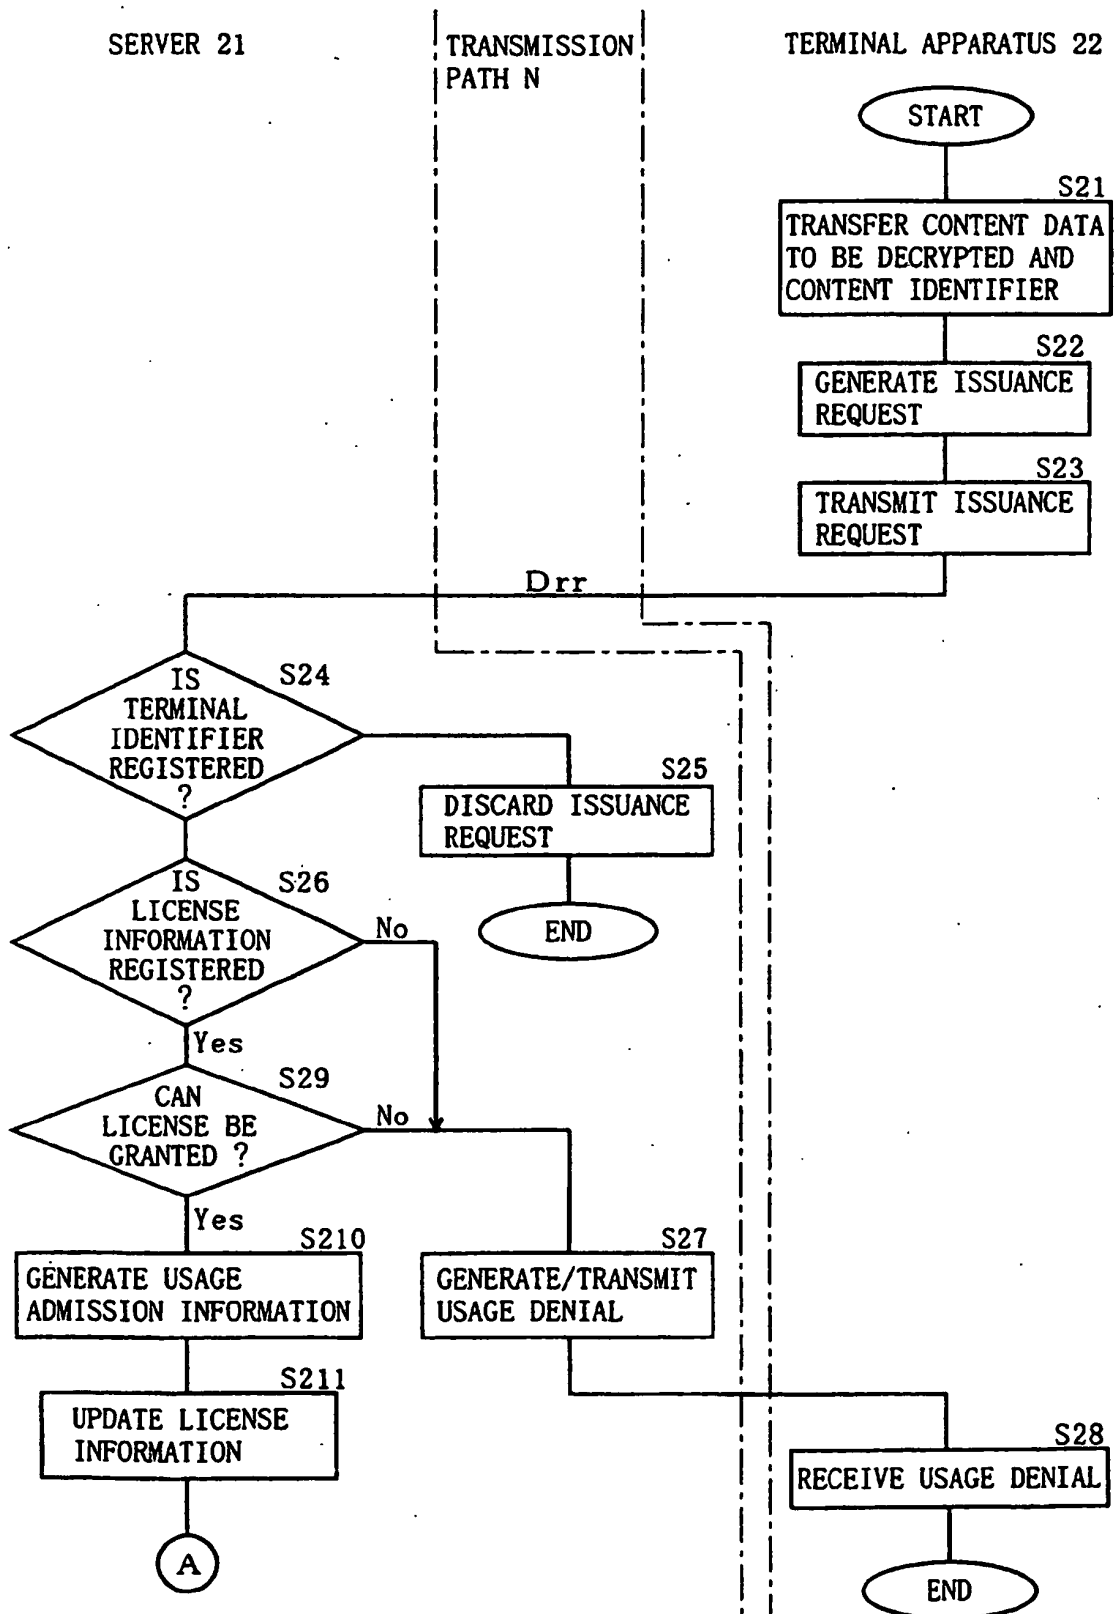 SERVER 21
TRANSMISSION
PATH N
TERMINAL APPARATUS 22
START
S21
TRANSFER CONTENT DATA
TO BE DECRYPTED AND
CONTENT IDENTIFIER
S22
GENERATE ISSUANCE
REQUEST
S23
TRANSMIT ISSUANCE
REQUEST
Drr
S24
IS
TERMINAL
IDENTIFIER
REGISTERED
?
S25
DISCARD ISSUANCE
REQUEST
END
S26
IS
LICENSE
INFORMATION
REGISTERED
?
No
Yes
S29
CAN
LICENSE BE
GRANTED ?
No
Yes
S210
GENERATE USAGE
ADMISSION INFORMATION
S27
GENERATE/TRANSMIT
USAGE DENIAL
S211
UPDATE LICENSE
INFORMATION
S28
RECEIVE USAGE DENIAL
A
END